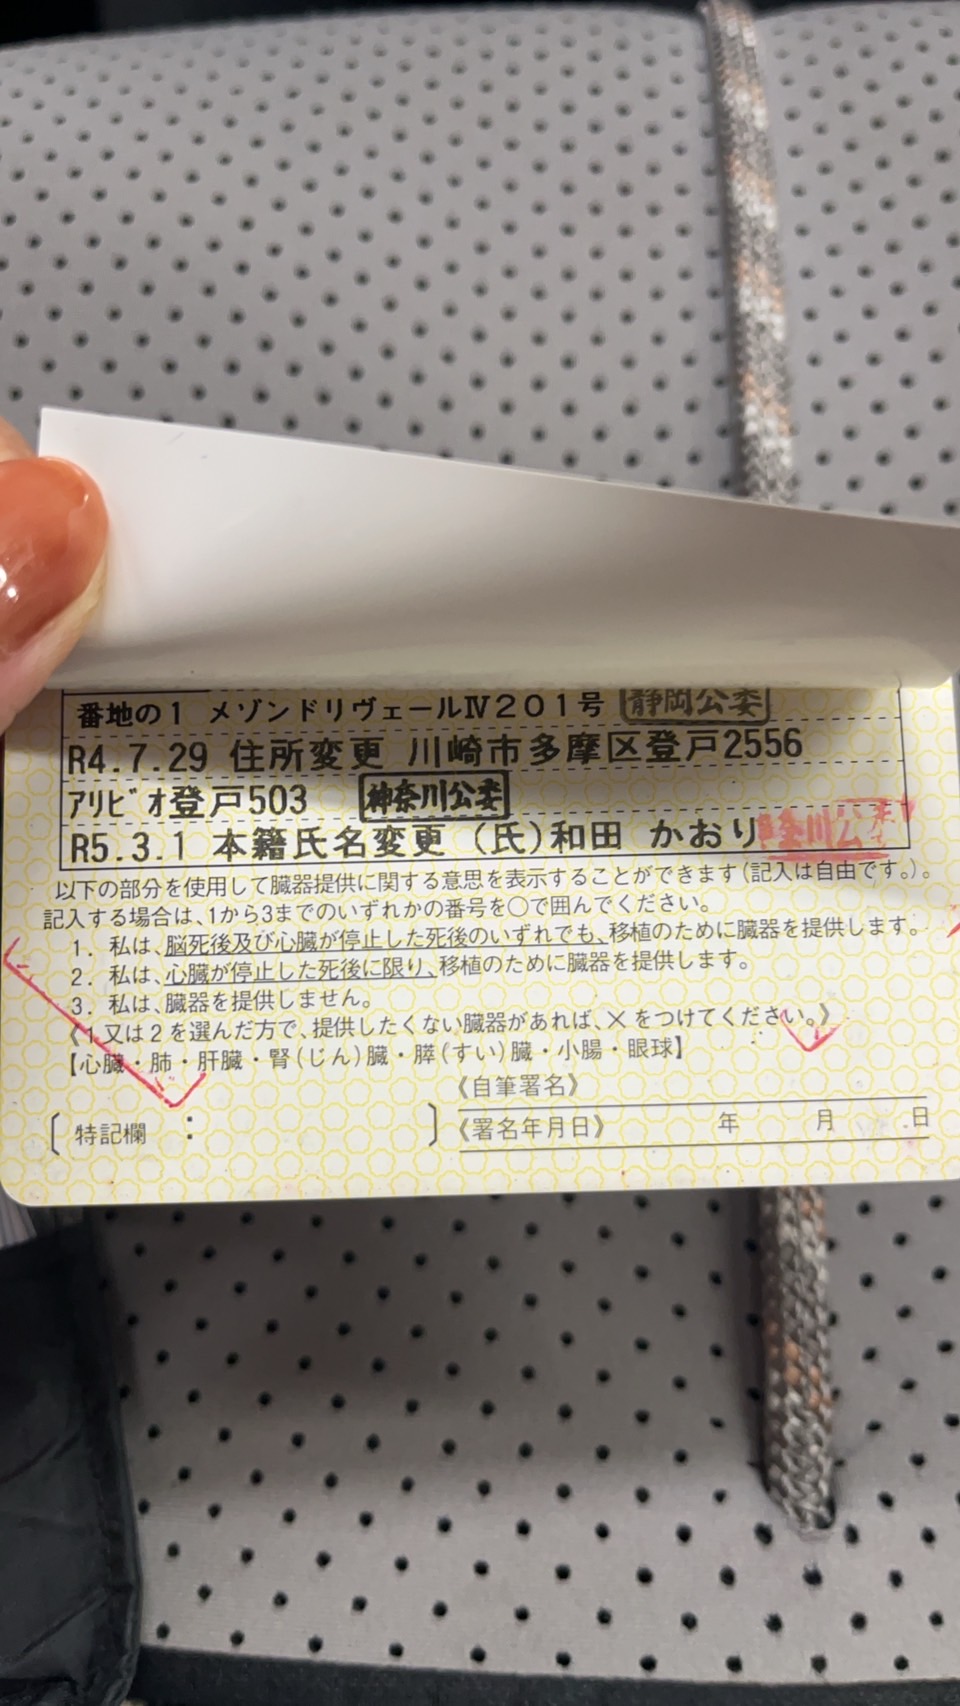 番地の1 メゾンドリヴェールⅣ201号 静岡公委
R4.7.29 住所変更 川崎市多摩区登戸2556
ｱﾘﾋﾞｵ登戸503 神奈川公委
R5.3.1 本籍氏名変更 (氏)和田 かおり
以下の部分を使用して臓器提供に関する意思を表示することができます(記入は自由です。)。
記入する場合は、1から3までのいずれかの番号を〇で囲んでください。
1. 私は、脳死後及び心臓が停止した死後のいずれでも、移植のために臓器を提供します。
2. 私は、心臓が停止した死後に限り、移植のために臓器を提供します。
3. 私は、臓器を提供しません。
《1又は2を選んだ方で、提供したくない臓器があれば、×をつけてください。》
【心臓・肺・肝臓・腎(じん)臓・膵(すい)臓・小腸・眼球】
《自筆署名》
〔特記欄 : 〕 《署名年月日》 年 月 日